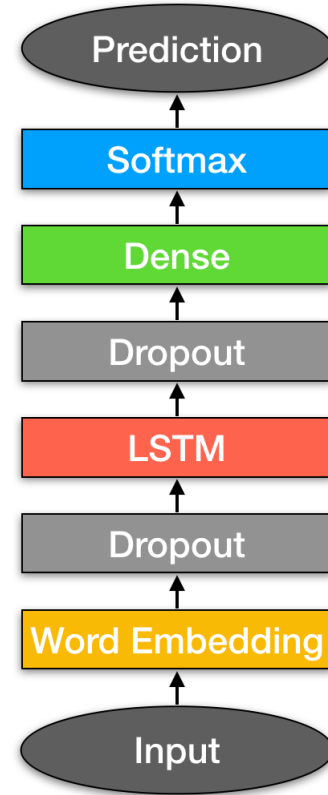 Prediction
Softmax
Dense
Dropout
LSTM
Dropout
Word Embedding
Input